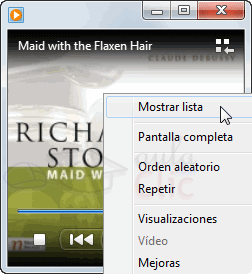 Maid with the Flaxen Hair
CLAUDE DEBUSSY
RICHA
STO
MAID W
Mostrar lista
Pantalla completa
Orden aleatorio
Repetir
Visualizaciones
Vídeo
Mejoras